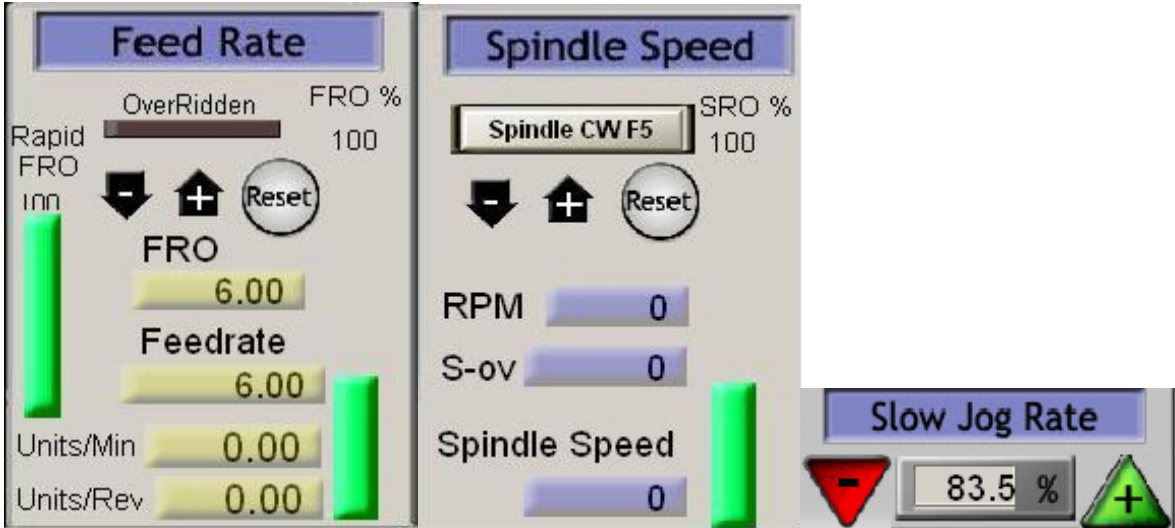 Feed Rate
OverRidden
FRO %
100
Rapid
FRO
100
-
+
Reset
FRO
6.00
Feedrate
6.00
Units/Min 0.00
Units/Rev 0.00
Spindle Speed
Spindle CW F5
SRO %
100
-
+
Reset
RPM 0
S-ov 0
Spindle Speed
0
Slow Jog Rate
- 83.5 % +